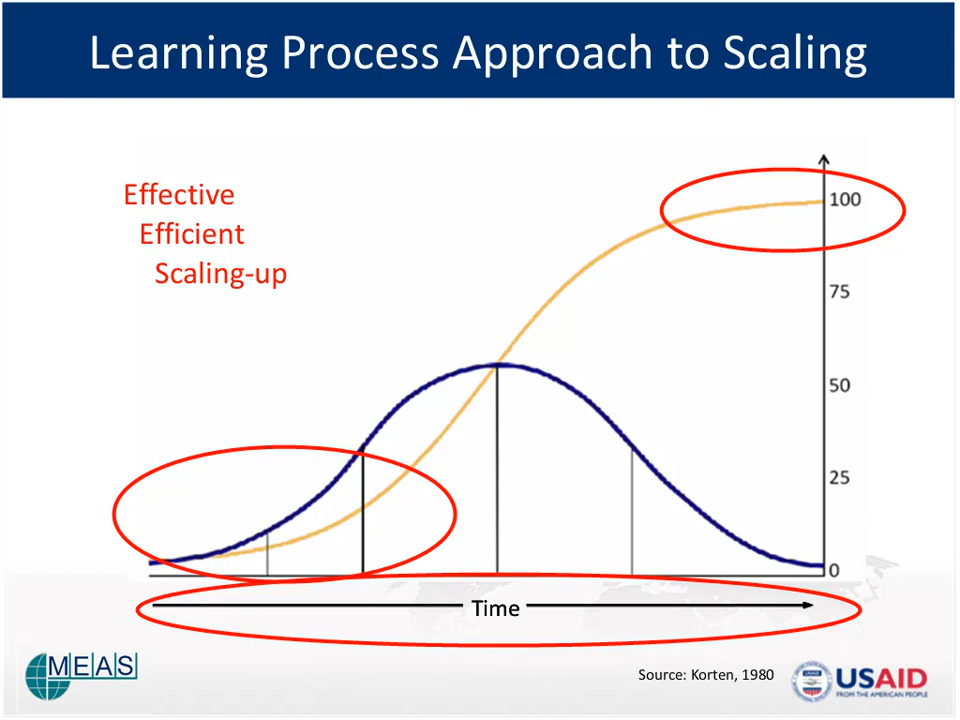 Learning Process Approach to Scaling
Effective
Efficient
Scaling-up
100
75
50
25
0
Time
MEAS
Source: Korten, 1980
USAID
FROM THE AMERICAN PEOPLE